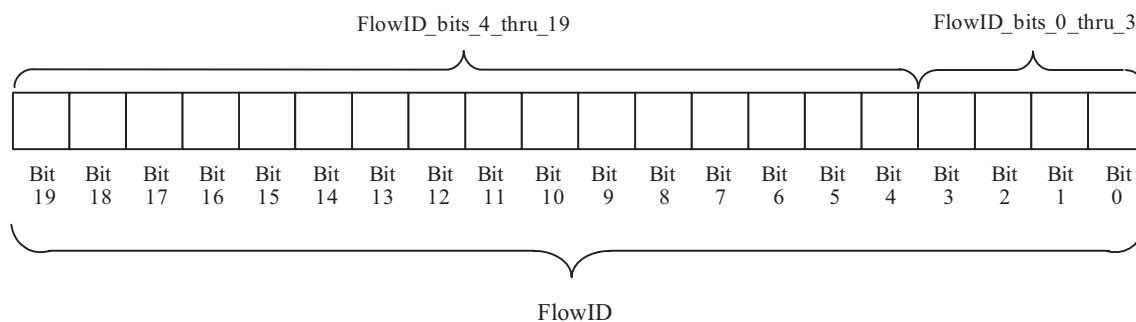 FlowID_bits_4_thru_19 FlowID_bits_0_thru_3
Bit Bit Bit Bit Bit Bit Bit Bit Bit Bit Bit Bit Bit Bit Bit Bit Bit Bit Bit Bit
19 18 17 16 15 14 13 12 11 10 9 8 7 6 5 4 3 2 1 0
FlowID